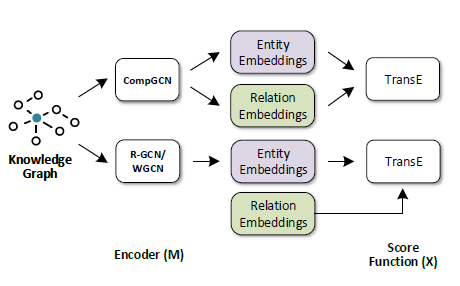 Entity
Embeddings
CompGCN
TransE
Relation
Embeddings
Knowledge
Graph
R-GCN/
WGCN
Entity
Embeddings
TransE
Relation
Embeddings
Encoder (M)
Score
Function (X)